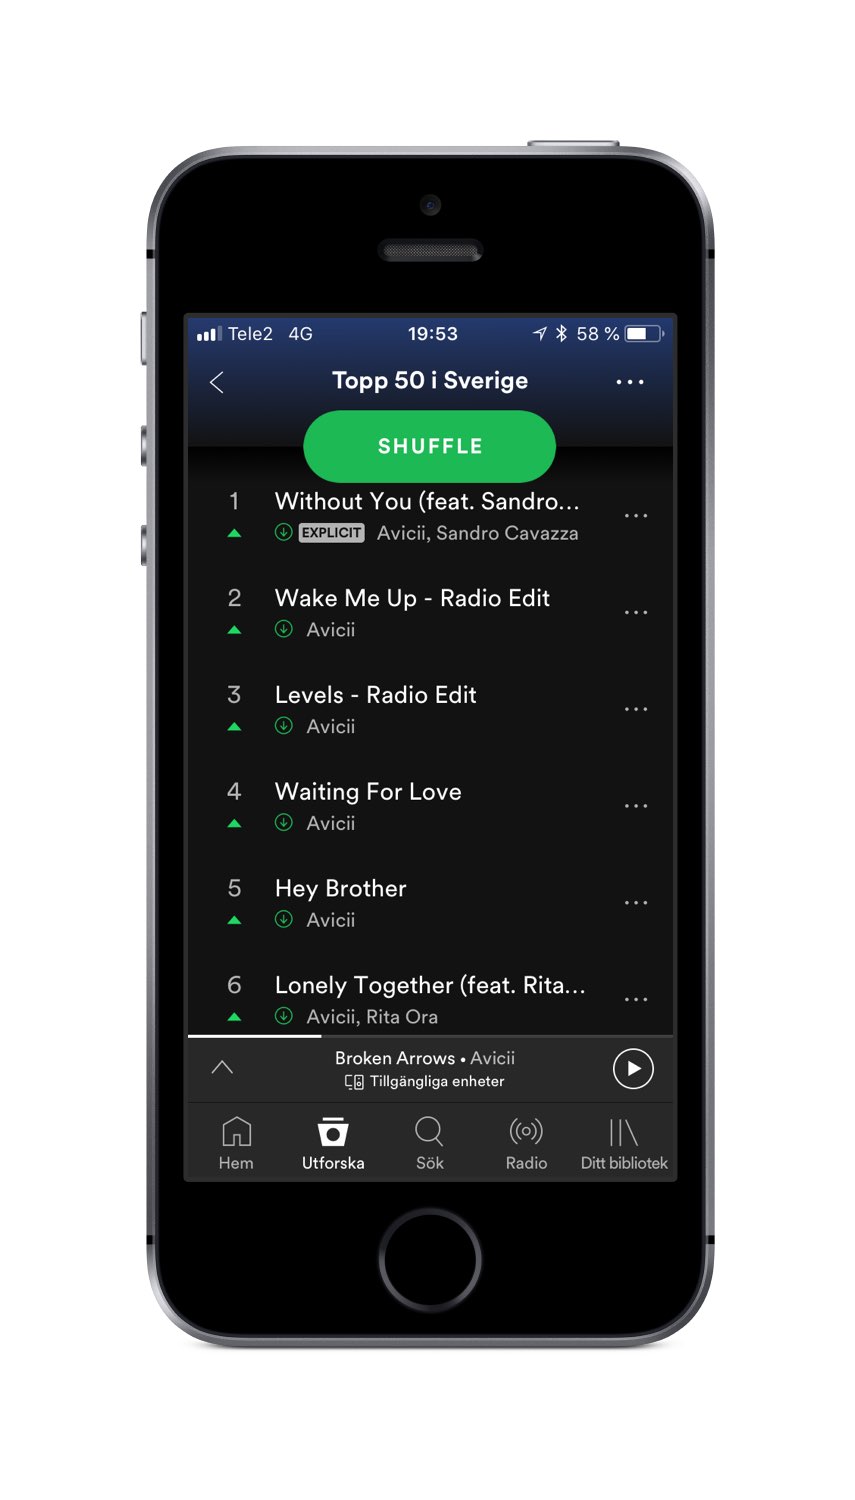 Tele2 4G 19:53 58 %
Topp 50 i Sverige
SHUFFLE
1 Without You (feat. Sandro...
EXPLICIT Avicii, Sandro Cavazza
2 Wake Me Up - Radio Edit
Avicii
3 Levels - Radio Edit
Avicii
4 Waiting For Love
Avicii
5 Hey Brother
Avicii
6 Lonely Together (feat. Rita...
Avicii, Rita Ora
Broken Arrows • Avicii
Tillgängliga enheter
Hem Utforska Sök Radio Ditt bibliotek